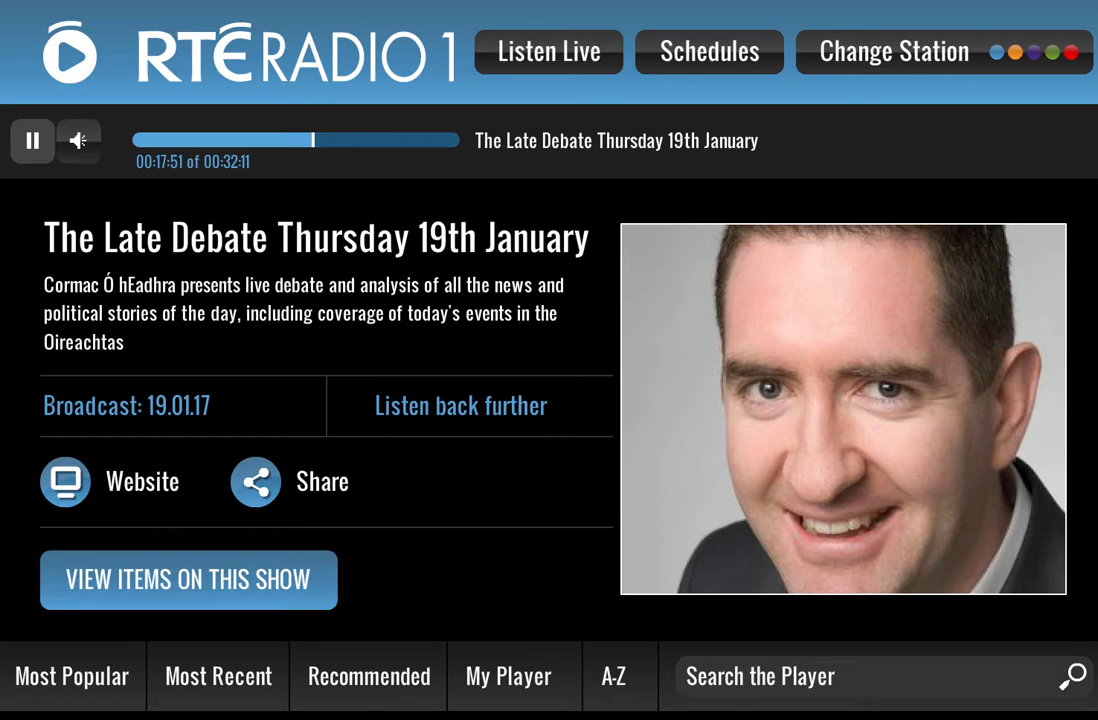 RTÉ RADIO 1
Listen Live
Schedules
Change Station
The Late Debate Thursday 19th January
00:17:51 of 00:32:11
The Late Debate Thursday 19th January
Cormac Ó hEadhra presents live debate and analysis of all the news and
political stories of the day, including coverage of today's events in the
Oireachtas
Broadcast: 19.01.17
Listen back further
Website
Share
VIEW ITEMS ON THIS SHOW
Most Popular
Most Recent
Recommended
My Player
A-Z
Search the Player